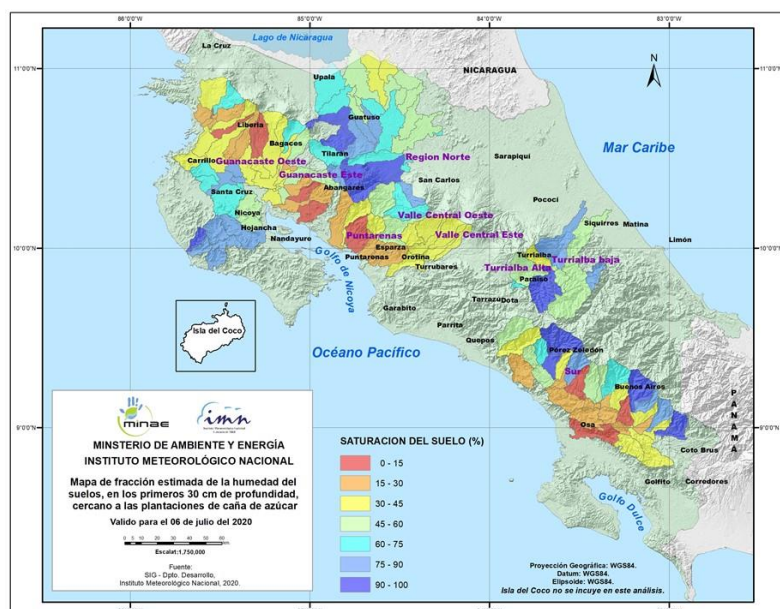 86°0'0"W 85°0'0"W 84°0'0"W 83°0'0"W
11°0'0"N
10°0'0"N
9°0'0"N
11°0'0"N
10°0'0"N
9°0'0"N
La Cruz
Lago de Nicaragua
NICARAGUA
N
Upala
Guatuso
Liberia
Bagaces
Tilarán
Carrillo
Guanacaste Oeste
Guanacaste Este
Region Norte
Sarapiquí
Mar Caribe
Abangares
San Carlos
Santa Cruz
Nicoya
Hojancha
Nandayure
Valle Central Oeste
Valle Central Este
Pococí
Siquirres
Matina
Limón
Puntarenas
Esparza
Puntarenas
Orotina
Turrubares
Golfo de Nicoya
Turrialba
Turrialba Alta
Turrialba baja
Paraíso
Tarrazú
Dota
Garabito
Parrita
Quepos
Isla del Coco
Océano Pacífico
Pérez Zeledón
Sur
Buenos Aires
PANAMA
Osa
Coto Brus
Golfito
Corredores
Golfo Dulce
minae
imn
MINSTERIO DE AMBIENTE Y ENERGÍA
INSTITUTO METEOROLÓGICO NACIONAL
Mapa de fracción estimada de la humedad del
suelos, en los primeros 30 cm de profundidad,
cercano a las plantaciones de caña de azúcar
Valido para el 06 de julio del 2020
Escalat:1,750,000
Fuente:
SIG - Dpto. Desarrollo,
Instituto Meteorológico Nacional, 2020.
SATURACION DEL SUELO (%)
0 - 15
15 - 30
30 - 45
45 - 60
60 - 75
75 - 90
90 - 100
Proyección Geográfica: WGS84.
Datum: WGS84.
Elipsoide: WGS84.
Isla del Coco no se incuye en este análisis.